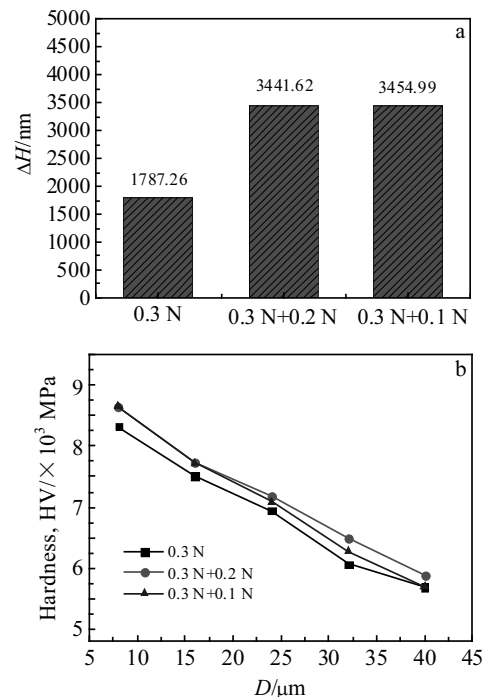 a
5000
4500
4000
3500
3000
2500
2000
1500
1000
500
0
ΔH/nm
1787.26
3441.62
3454.99
0.3 N
0.3 N+0.2 N
0.3 N+0.1 N
b
9
8
7
6
5
Hardness, HV/×10³ MPa
0.3 N
0.3 N+0.2 N
0.3 N+0.1 N
5 10 15 20 25 30 35 40 45
D/μm